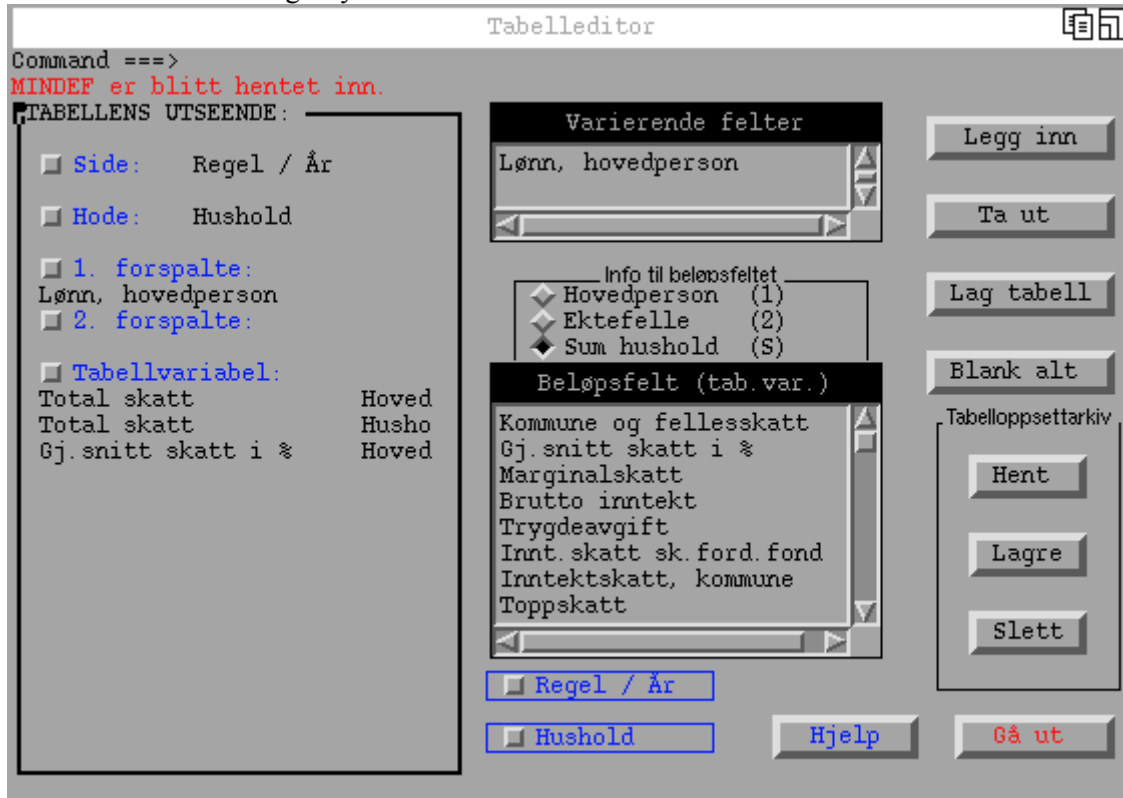 Tabelleditor
Command ===>
MINDEF er blitt hentet inn.
TABELLENS UTSEENDE:
Side: Regel / År
Hode: Hushold
1. forspalte:
Lønn, hovedperson
2. forspalte:
Tabellvariabel:
Total skatt Hoved
Total skatt Husho
Gj.snitt skatt i % Hoved
Varierende felter
Lønn, hovedperson
Info til beløpsfeltet
Hovedperson (1)
Ektefelle (2)
Sum hushold (S)
Beløpsfelt (tab.var.)
Kommune og fellesskatt
Gj.snitt skatt i %
Marginalskatt
Brutto inntekt
Trygdeavgift
Innt.skatt sk.ford.fond
Inntektskatt, kommune
Toppskatt
Regel / År
Hushold
Legg inn
Ta ut
Lag tabell
Blank alt
Tabelloppsettarkiv
Hent
Lagre
Slett
Hjelp
Gå ut